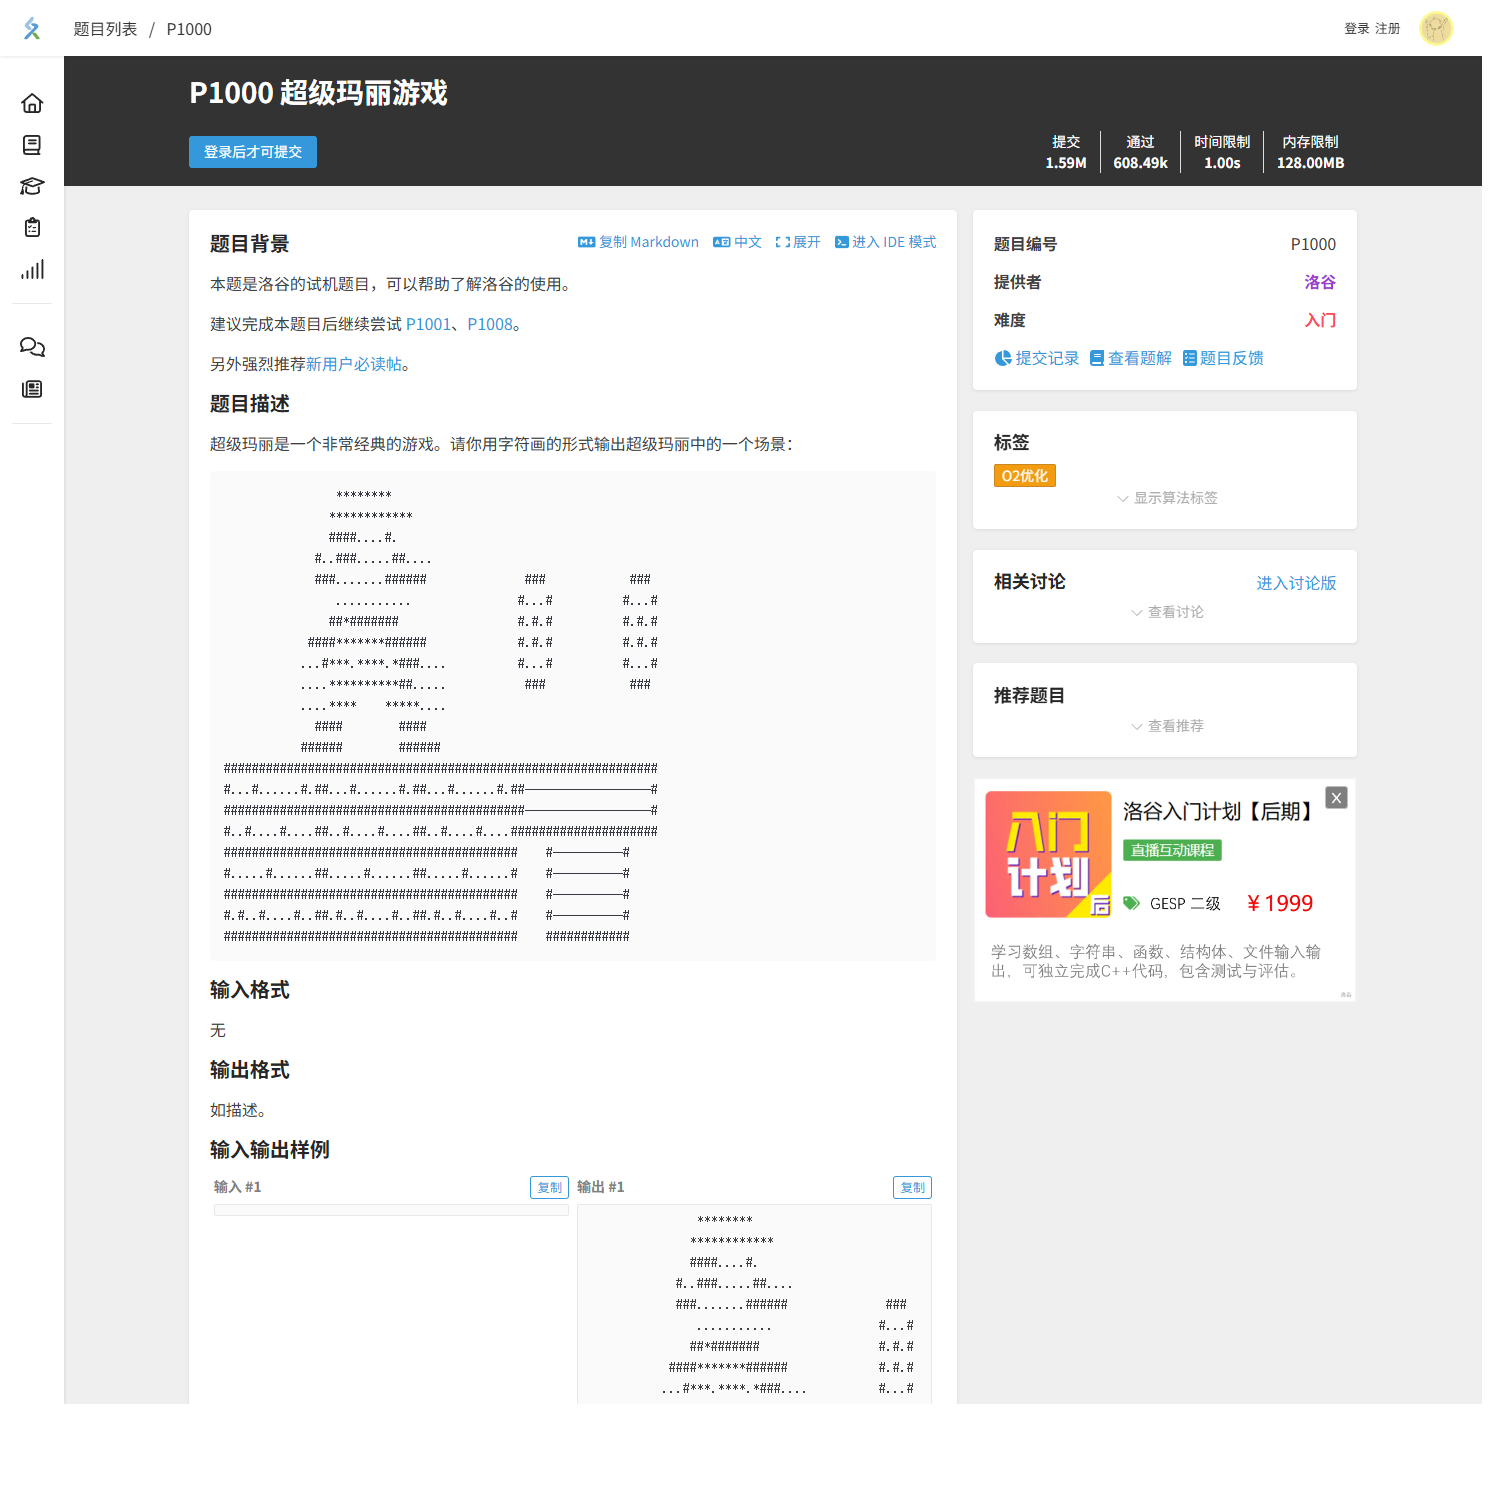 题目列表 / P1000
登录 注册
P1000 超级玛丽游戏
登录后才可提交
提交 通过 时间限制 内存限制
1.59M 608.49k 1.00s 128.00MB
题目背景
复制 Markdown 中文 展开 进入 IDE 模式
本题是洛谷的试机题目，可以帮助了解洛谷的使用。
建议完成本题目后继续尝试 P1001、P1008。
另外强烈推荐新用户必读帖。
题目描述
超级玛丽是一个非常经典的游戏。请你用字符画的形式输出超级玛丽中的一个场景：
                ********
               ************
               ####....#.
             #..###.....##....
             ###.......######              ###            ###
                ...........               #...#          #...#
               ##*#######                 #.#.#          #.#.#
            ####*******######             #.#.#          #.#.#
           ...#***.****.*###....          #...#          #...#
           ....**********##.....           ###            ###
           ....****    *****....
             ####        ####
           ######        ######
##############################################################
#...#......#.##...#......#.##...#......#.##------------------#
###########################################------------------#
#..#....#....##..#....#....##..#....#....#####################
##########################################    #----------#
#.....#......##.....#......##.....#......#    #----------#
##########################################    #----------#
#.#..#....#..##.#..#....#..##.#..#....#..#    #----------#
##########################################    ############
输入格式
无
输出格式
如描述。
输入输出样例
输入 #1 复制
输出 #1 复制
                ********
               ************
               ####....#.
             #..###.....##....
             ###.......######              ###
                ...........               #...#
               ##*#######                 #.#.#
            ####*******######             #.#.#
           ...#***.****.*###....          #...#
题目编号 P1000
提供者 洛谷
难度 入门
提交记录 查看题解 题目反馈
标签
O2优化
显示算法标签
相关讨论 进入讨论版
查看讨论
推荐题目
查看推荐
X
入门
计划
后
洛谷入门计划【后期】
直播互动课程
GESP 二级 ￥1999
学习数组、字符串、函数、结构体、文件输入输
出，可独立完成C++代码，包含测试与评估。